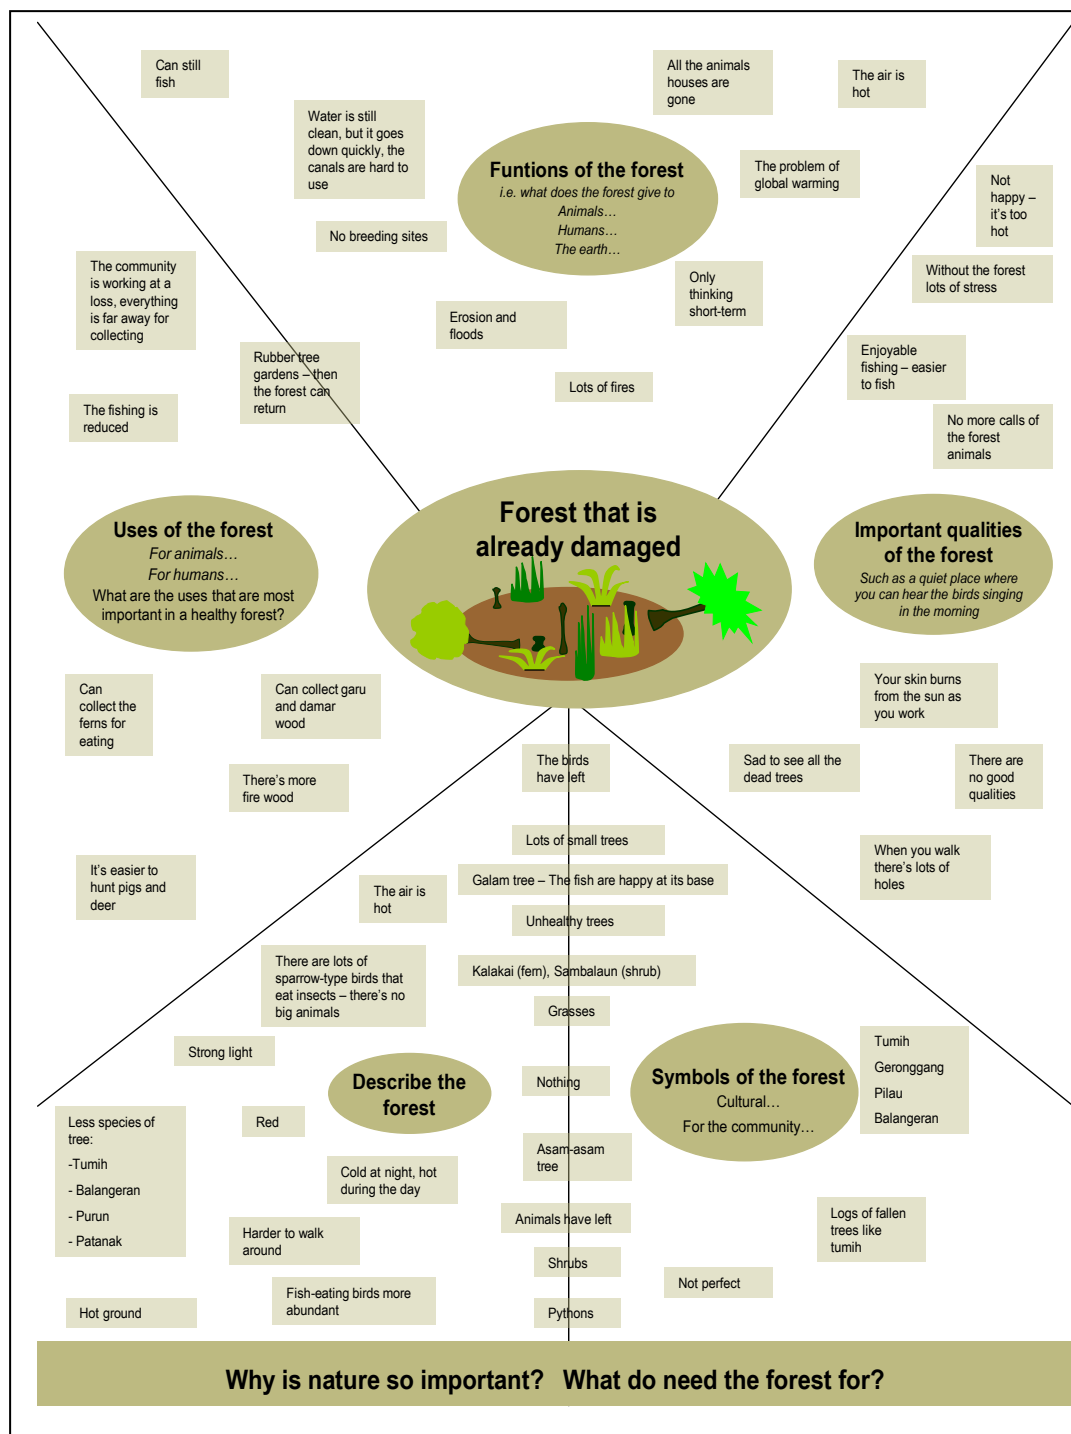 Can still
fish
All the animals
houses are
gone
The air is
hot
Water is still
clean, but it goes
down quickly, the
canals are hard to
use
Funtions of the forest
i.e. what does the forest give to
Animals…
Humans…
The earth…
The problem of
global warming
Not
happy –
it's too
hot
No breeding sites
The community
is working at a
loss, everything
is far away for
collecting
Without the forest
lots of stress
Only
thinking
short-term
Erosion and
floods
Rubber tree
gardens – then
the forest can
return
Enjoyable
fishing – easier
to fish
Lots of fires
The fishing is
reduced
No more calls of
the forest
animals
Forest that is
already damaged
Uses of the forest
For animals…
For humans…
What are the uses that are most
important in a healthy forest?
Important qualities
of the forest
Such as a quiet place where
you can hear the birds singing
in the morning
Can
collect the
ferns for
eating
Can collect garu
and damar
wood
Your skin burns
from the sun as
you work
There's more
fire wood
The birds
have left
Sad to see all the
dead trees
There are
no good
qualities
Lots of small trees
It's easier to
hunt pigs and
deer
When you walk
there's lots of
holes
The air is
hot
Galam tree – The fish are happy at its base
Unhealthy trees
There are lots of
sparrow-type birds that
eat insects – there's no
big animals
Kalakai (fern), Sambalaun (shrub)
Grasses
Strong light
Describe the
forest
Nothing
Symbols of the forest
Cultural…
For the community…
Tumih
Geronggang
Pilau
Balangeran
Less species of
tree:
-Tumih
- Balangeran
- Purun
- Patanak
Red
Asam-asam
tree
Cold at night, hot
during the day
Animals have left
Logs of fallen
trees like
tumih
Harder to walk
around
Shrubs
Not perfect
Hot ground
Fish-eating birds more
abundant
Pythons
Why is nature so important? What do need the forest for?